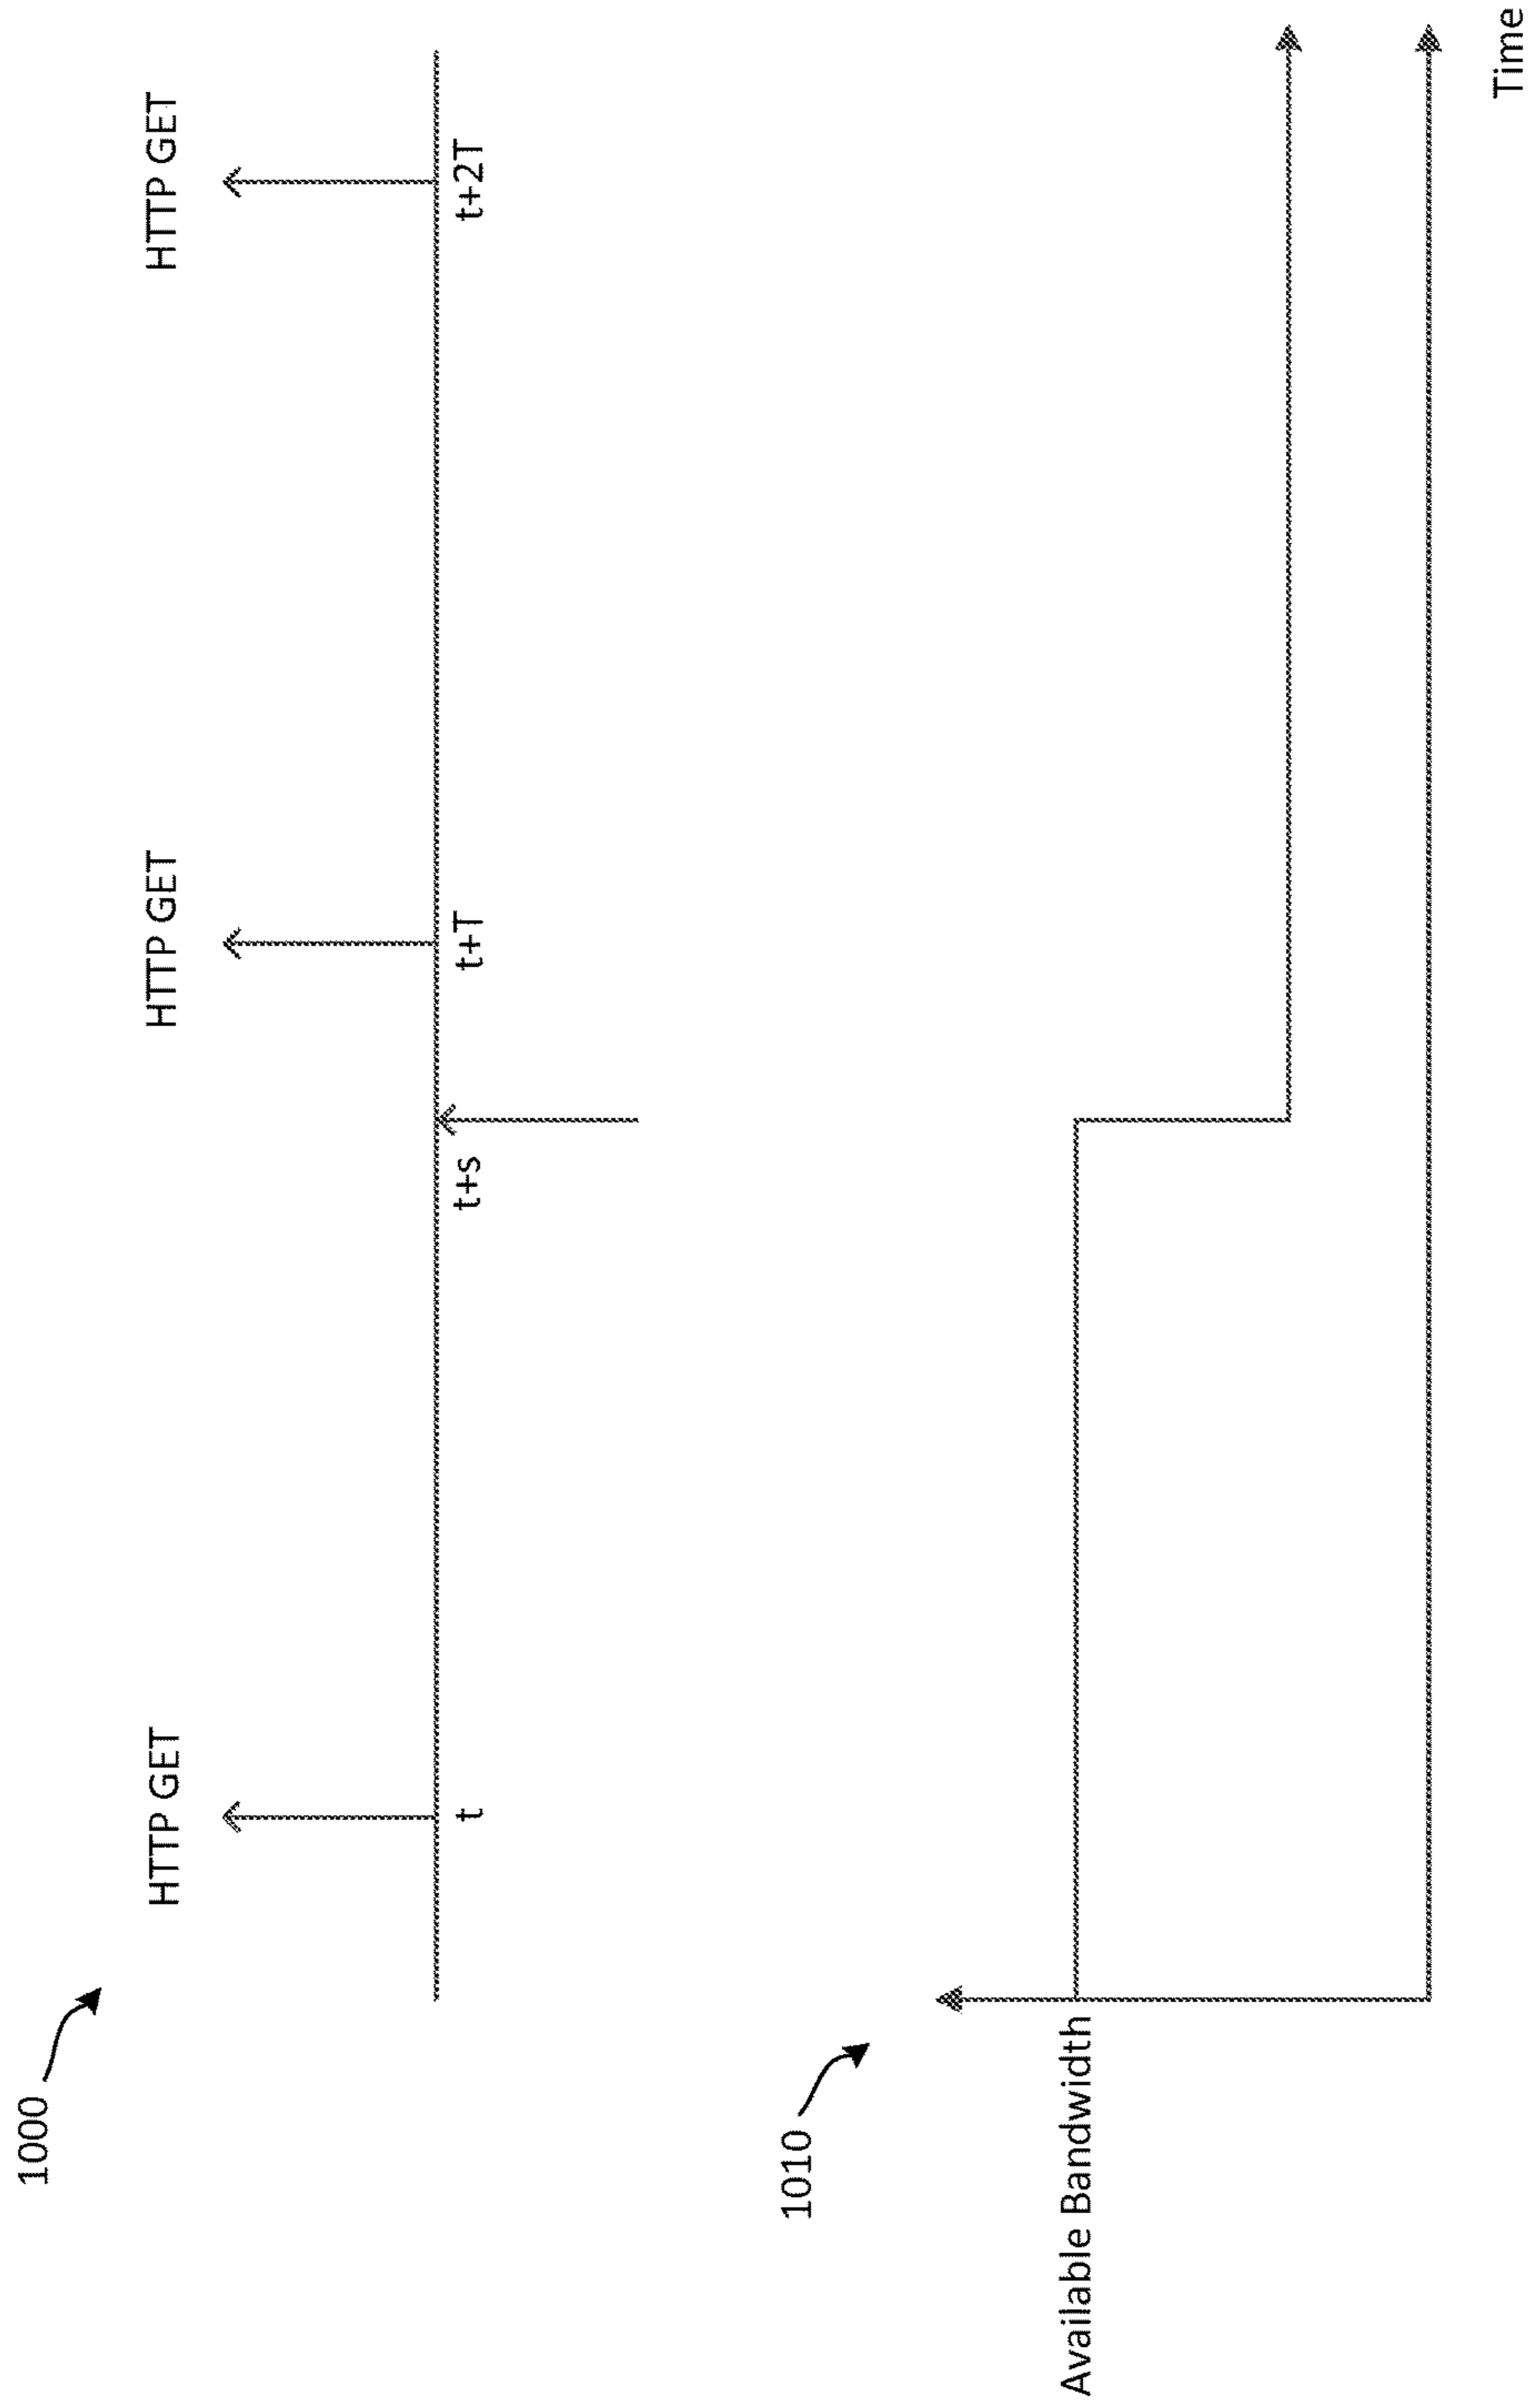 1000
HTTP GET
HTTP GET
HTTP GET
t
t+s
t+T
t+2T
1010
Available Bandwidth
Time